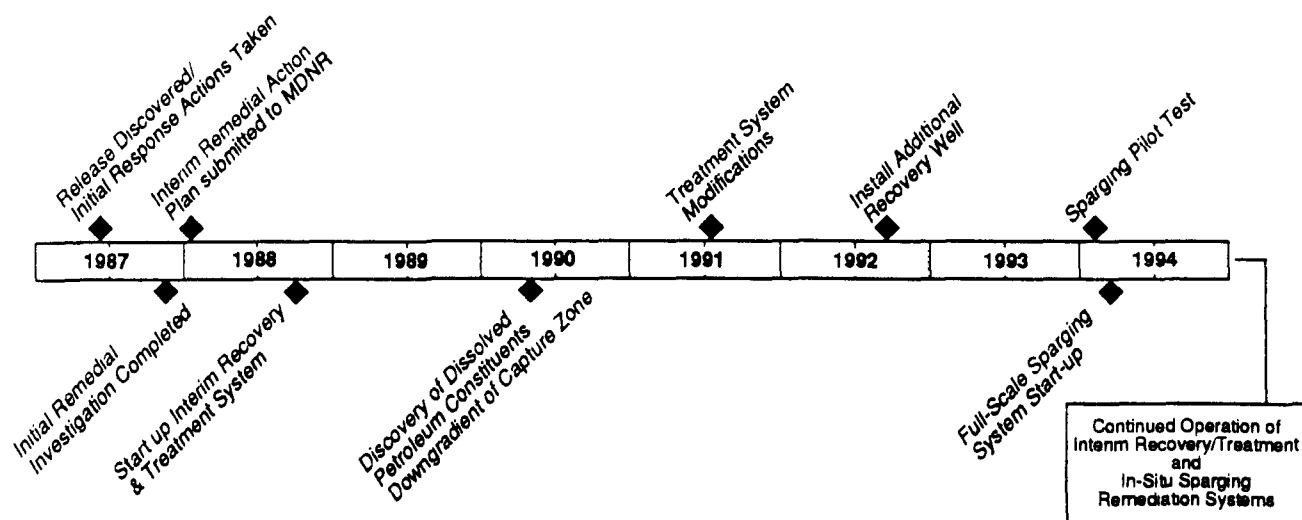 Release Discovered/
Initial Response Actions Taken
Interim Remedial Action
Plan submitted to MDNR
Treatment System
Modifications
Install Additional
Recovery Well
Sparging Pilot Test
1987
1988
1989
1990
1991
1992
1993
1994
Initial Remedial
Investigation Completed
Start up Interim Recovery
& Treatment System
Discovery of Dissolved
Petroleum Constituents
Downgradient of Capture Zone
Full-Scale Sparging
System Start-up
Continued Operation of
Interim Recovery/Treatment
and
In-Situ Sparging
Remediation Systems